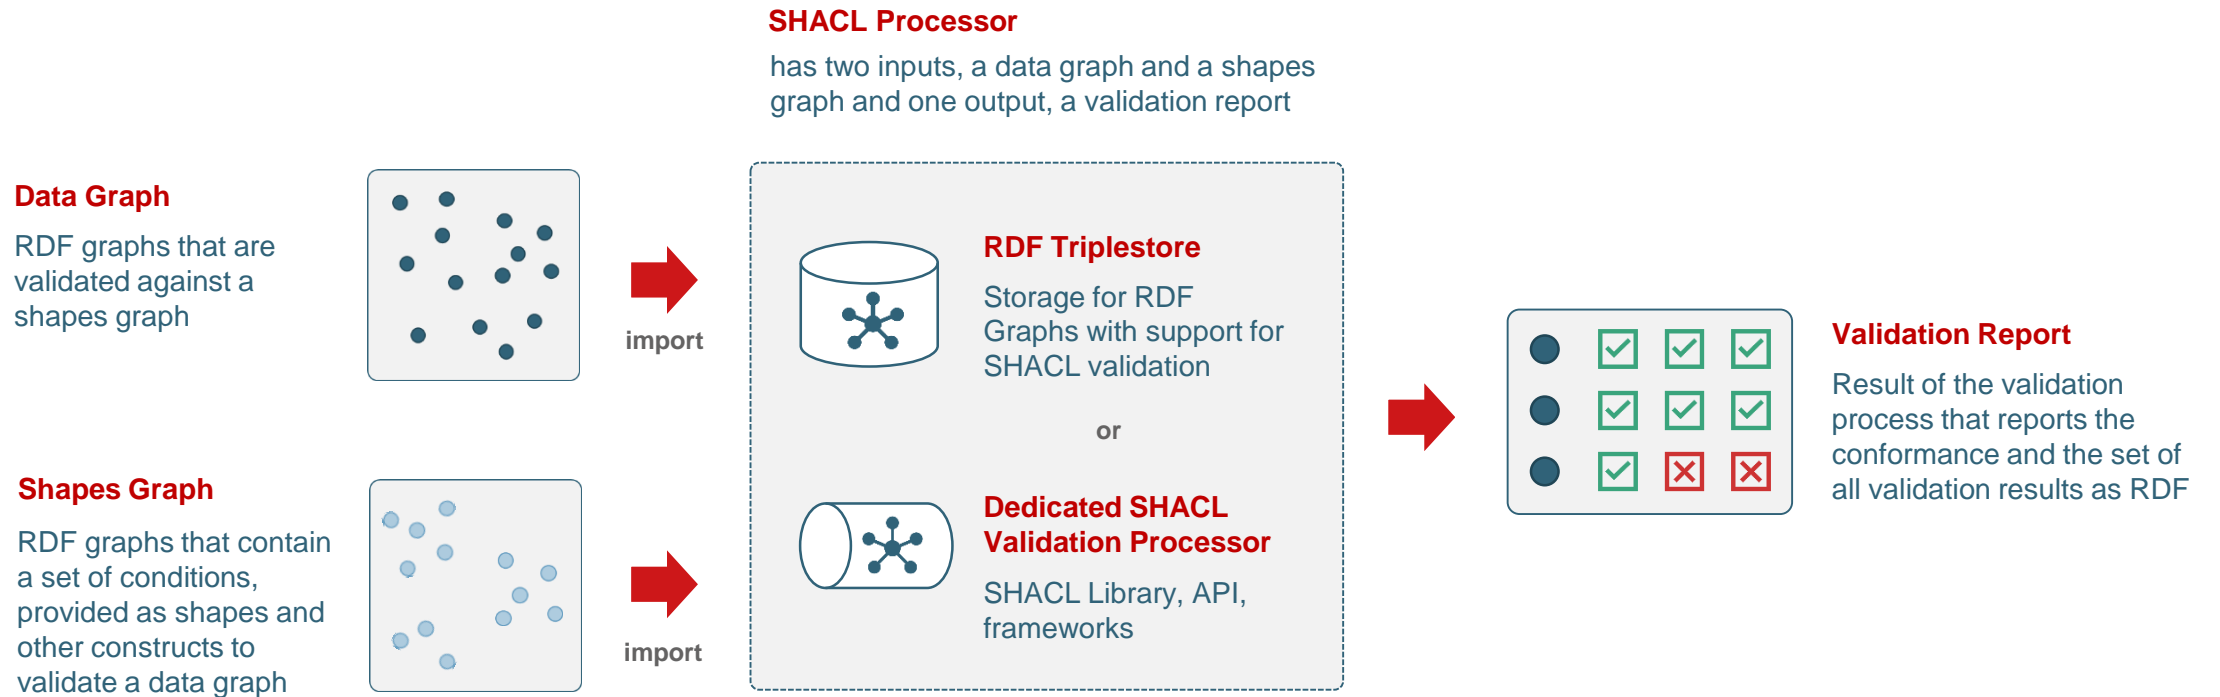 SHACL Processor
has two inputs, a data graph and a shapes
graph and one output, a validation report
Data Graph
RDF graphs that are
validated against a
shapes graph
import
Shapes Graph
RDF graphs that contain
a set of conditions,
provided as shapes and
other constructs to
validate a data graph
import
RDF Triplestore
Storage for RDF
Graphs with support for
SHACL validation
or
Dedicated SHACL
Validation Processor
SHACL Library, API,
frameworks
Validation Report
Result of the validation
process that reports the
conformance and the set of
all validation results as RDF